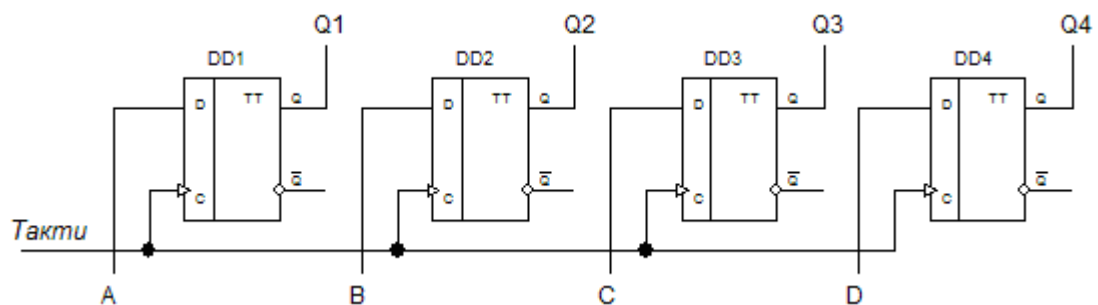 Q1 Q2 Q3 Q4
DD1 DD2 DD3 DD4
D TT Q D TT Q D TT Q D TT Q
C Q̅ C Q̅ C Q̅ C Q̅
Такти
A B C D